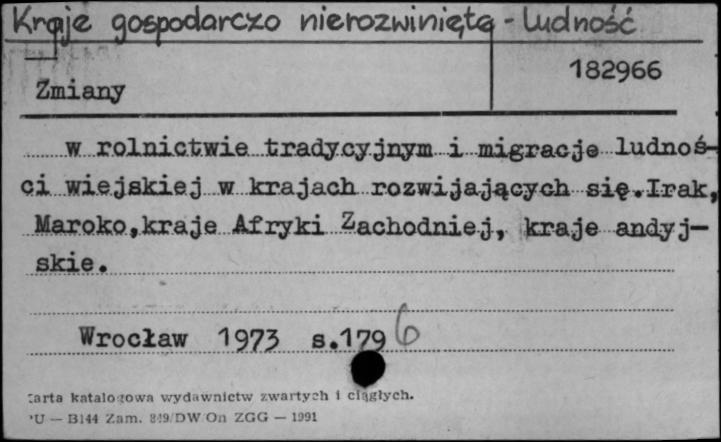 Kraje gospodarczo nierozwinięte - ludność
182966
Zmiany
w rolnictwie tradycyjnym i migracje ludnoś-
ci wiejskiej w krajach rozwijających się.Irak,
Maroko,kraje Afryki Zachodniej, kraje andyj-
skie.
Wrocław 1973 s.179 6
Karta katalogowa wydawnictw zwartych i ciągłych.
PU — B144 Zam. 849/DW/On ZGG — 1991